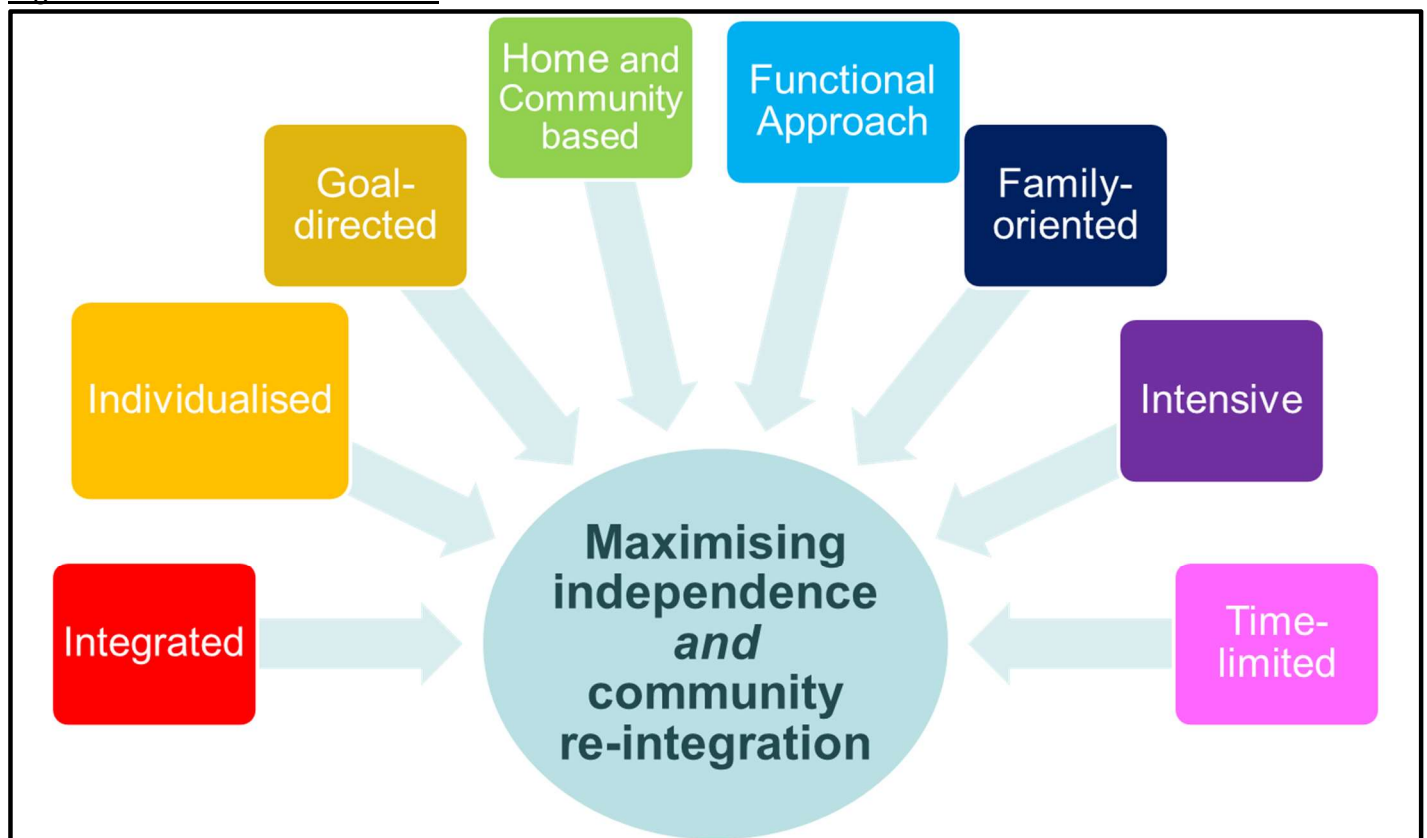 Home and
Community
based
Functional
Approach
Goal-
directed
Family-
oriented
Individualised
Intensive
Integrated
Time-
limited
Maximising
independence
and
community
re-integration